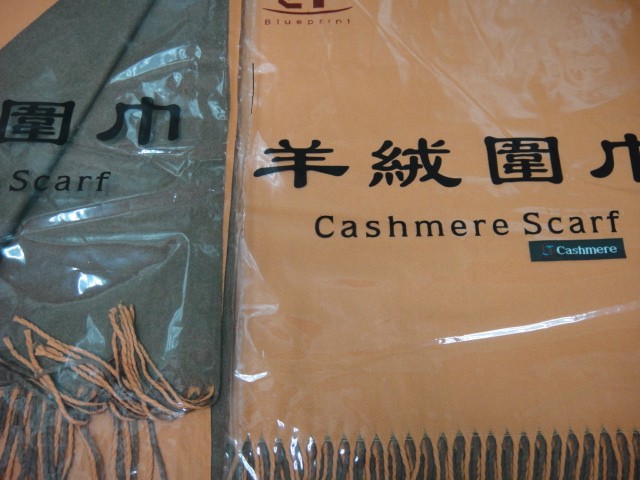 Blueprint
圍巾
Scarf
羊絨圍巾
Cashmere Scarf
Cashmere